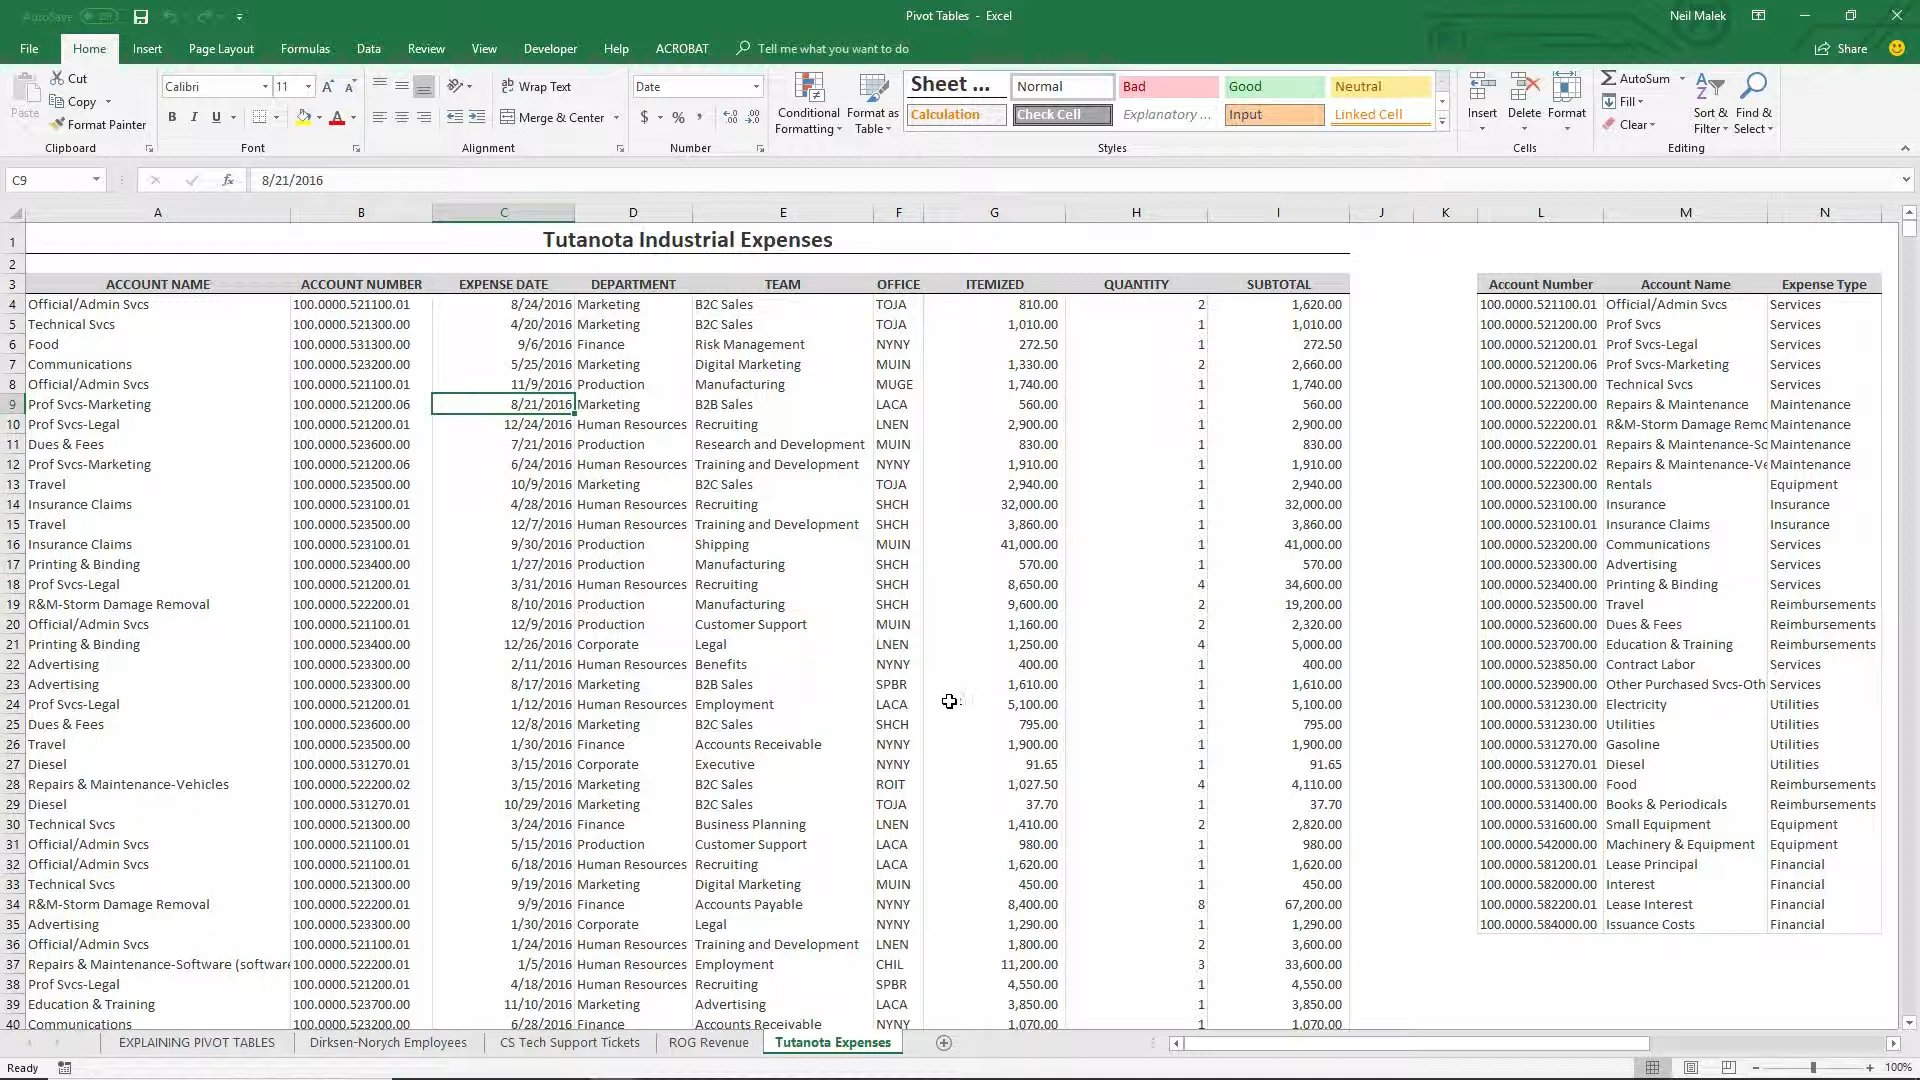 AutoSave Off
Pivot Tables - Excel
Neil Malek
File Home Insert Page Layout Formulas Data Review View Developer Help ACROBAT Tell me what you want to do Share
Paste Cut Copy Format Painter Clipboard
Calibri 11 B I U A Font
Wrap Text Merge & Center Alignment
Date $ % , Number
Conditional Formatting Format as Table
Sheet ... Normal Bad Good Neutral
Calculation Check Cell Explanatory ... Input Linked Cell
Styles
Insert Delete Format Cells
AutoSum Fill Clear Sort & Filter Find & Select Editing
C9 fx 8/21/2016
A B C D E F G H I J K L M N
1 Tutanota Industrial Expenses
2
3 ACCOUNT NAME ACCOUNT NUMBER EXPENSE DATE DEPARTMENT TEAM OFFICE ITEMIZED QUANTITY SUBTOTAL Account Number Account Name Expense Type
4 Official/Admin Svcs 100.0000.521100.01 8/24/2016 Marketing B2C Sales TOJA 810.00 2 1,620.00 100.0000.521100.01 Official/Admin Svcs Services
5 Technical Svcs 100.0000.521300.00 4/20/2016 Marketing B2C Sales TOJA 1,010.00 1 1,010.00 100.0000.521200.00 Prof Svcs Services
6 Food 100.0000.531300.00 9/6/2016 Finance Risk Management NYNY 272.50 1 272.50 100.0000.521200.01 Prof Svcs-Legal Services
7 Communications 100.0000.523200.00 5/25/2016 Marketing Digital Marketing MUIN 1,330.00 2 2,660.00 100.0000.521200.06 Prof Svcs-Marketing Services
8 Official/Admin Svcs 100.0000.521100.01 11/9/2016 Production Manufacturing MUGE 1,740.00 1 1,740.00 100.0000.521300.00 Technical Svcs Services
9 Prof Svcs-Marketing 100.0000.521200.06 8/21/2016 Marketing B2B Sales LACA 560.00 1 560.00 100.0000.522200.00 Repairs & Maintenance Maintenance
10 Prof Svcs-Legal 100.0000.521200.01 12/24/2016 Human Resources Recruiting LNEN 2,900.00 1 2,900.00 100.0000.522200.01 R&M-Storm Damage Remo Maintenance
11 Dues & Fees 100.0000.523600.00 7/21/2016 Production Research and Development MUIN 830.00 1 830.00 100.0000.522200.01 Repairs & Maintenance-So Maintenance
12 Prof Svcs-Marketing 100.0000.521200.06 6/24/2016 Human Resources Training and Development NYNY 1,910.00 1 1,910.00 100.0000.522200.02 Repairs & Maintenance-Ve Maintenance
13 Travel 100.0000.523500.00 10/9/2016 Marketing B2C Sales TOJA 2,940.00 1 2,940.00 100.0000.522300.00 Rentals Equipment
14 Insurance Claims 100.0000.523100.01 4/28/2016 Human Resources Recruiting SHCH 32,000.00 1 32,000.00 100.0000.523100.00 Insurance Insurance
15 Travel 100.0000.523500.00 12/7/2016 Human Resources Training and Development SHCH 3,860.00 1 3,860.00 100.0000.523100.01 Insurance Claims Insurance
16 Insurance Claims 100.0000.523100.01 9/30/2016 Production Shipping MUIN 41,000.00 1 41,000.00 100.0000.523200.00 Communications Services
17 Printing & Binding 100.0000.523400.00 1/27/2016 Production Manufacturing SHCH 570.00 1 570.00 100.0000.523300.00 Advertising Services
18 Prof Svcs-Legal 100.0000.521200.01 3/31/2016 Human Resources Recruiting SHCH 8,650.00 4 34,600.00 100.0000.523400.00 Printing & Binding Services
19 R&M-Storm Damage Removal 100.0000.522200.01 8/10/2016 Production Manufacturing SHCH 9,600.00 2 19,200.00 100.0000.523500.00 Travel Reimbursements
20 Official/Admin Svcs 100.0000.521100.01 12/9/2016 Production Customer Support MUIN 1,160.00 2 2,320.00 100.0000.523600.00 Dues & Fees Reimbursements
21 Printing & Binding 100.0000.523400.00 12/26/2016 Corporate Legal LNEN 1,250.00 4 5,000.00 100.0000.523700.00 Education & Training Reimbursements
22 Advertising 100.0000.523300.00 2/11/2016 Human Resources Benefits NYNY 400.00 1 400.00 100.0000.523850.00 Contract Labor Services
23 Advertising 100.0000.523300.00 8/17/2016 Marketing B2B Sales SPBR 1,610.00 1 1,610.00 100.0000.523900.00 Other Purchased Svcs-Oth Services
24 Prof Svcs-Legal 100.0000.521200.01 1/12/2016 Human Resources Employment LACA 5,100.00 1 5,100.00 100.0000.531230.00 Electricity Utilities
25 Dues & Fees 100.0000.523600.00 12/8/2016 Marketing B2C Sales SHCH 795.00 1 795.00 100.0000.531230.00 Utilities Utilities
26 Travel 100.0000.523500.00 1/30/2016 Finance Accounts Receivable NYNY 1,900.00 1 1,900.00 100.0000.531270.00 Gasoline Utilities
27 Diesel 100.0000.531270.01 3/15/2016 Corporate Executive NYNY 91.65 1 91.65 100.0000.531270.01 Diesel Utilities
28 Repairs & Maintenance-Vehicles 100.0000.522200.02 3/15/2016 Marketing B2C Sales ROIT 1,027.50 4 4,110.00 100.0000.531300.00 Food Reimbursements
29 Diesel 100.0000.531270.01 10/29/2016 Marketing B2C Sales TOJA 37.70 1 37.70 100.0000.531400.00 Books & Periodicals Reimbursements
30 Technical Svcs 100.0000.521300.00 3/24/2016 Finance Business Planning LNEN 1,410.00 2 2,820.00 100.0000.531600.00 Small Equipment Equipment
31 Official/Admin Svcs 100.0000.521100.01 5/15/2016 Production Customer Support LACA 980.00 1 980.00 100.0000.542000.00 Machinery & Equipment Equipment
32 Official/Admin Svcs 100.0000.521100.01 6/18/2016 Human Resources Recruiting LACA 1,620.00 1 1,620.00 100.0000.581200.01 Lease Principal Financial
33 Technical Svcs 100.0000.521300.00 9/19/2016 Marketing Digital Marketing MUIN 450.00 1 450.00 100.0000.582000.00 Interest Financial
34 R&M-Storm Damage Removal 100.0000.522200.01 9/9/2016 Finance Accounts Payable NYNY 8,400.00 8 67,200.00 100.0000.582200.01 Lease Interest Financial
35 Advertising 100.0000.523300.00 1/30/2016 Corporate Legal NYNY 1,290.00 1 1,290.00 100.0000.584000.00 Issuance Costs Financial
36 Official/Admin Svcs 100.0000.521100.01 1/24/2016 Human Resources Training and Development LNEN 1,800.00 2 3,600.00
37 Repairs & Maintenance-Software (software 100.0000.522200.01 1/5/2016 Human Resources Employment CHIL 11,200.00 3 33,600.00
38 Prof Svcs-Legal 100.0000.521200.01 4/18/2016 Human Resources Recruiting SPBR 4,550.00 1 4,550.00
39 Education & Training 100.0000.523700.00 11/10/2016 Marketing Advertising LACA 3,850.00 1 3,850.00
40 Communications 100.0000.523200.00 6/28/2016 Finance Accounts Receivable NYNY 1,070.00 1 1,070.00
EXPLAINING PIVOT TABLES Dirksen-Norych Employees CS Tech Support Tickets ROG Revenue Tutanota Expenses
Ready 100%